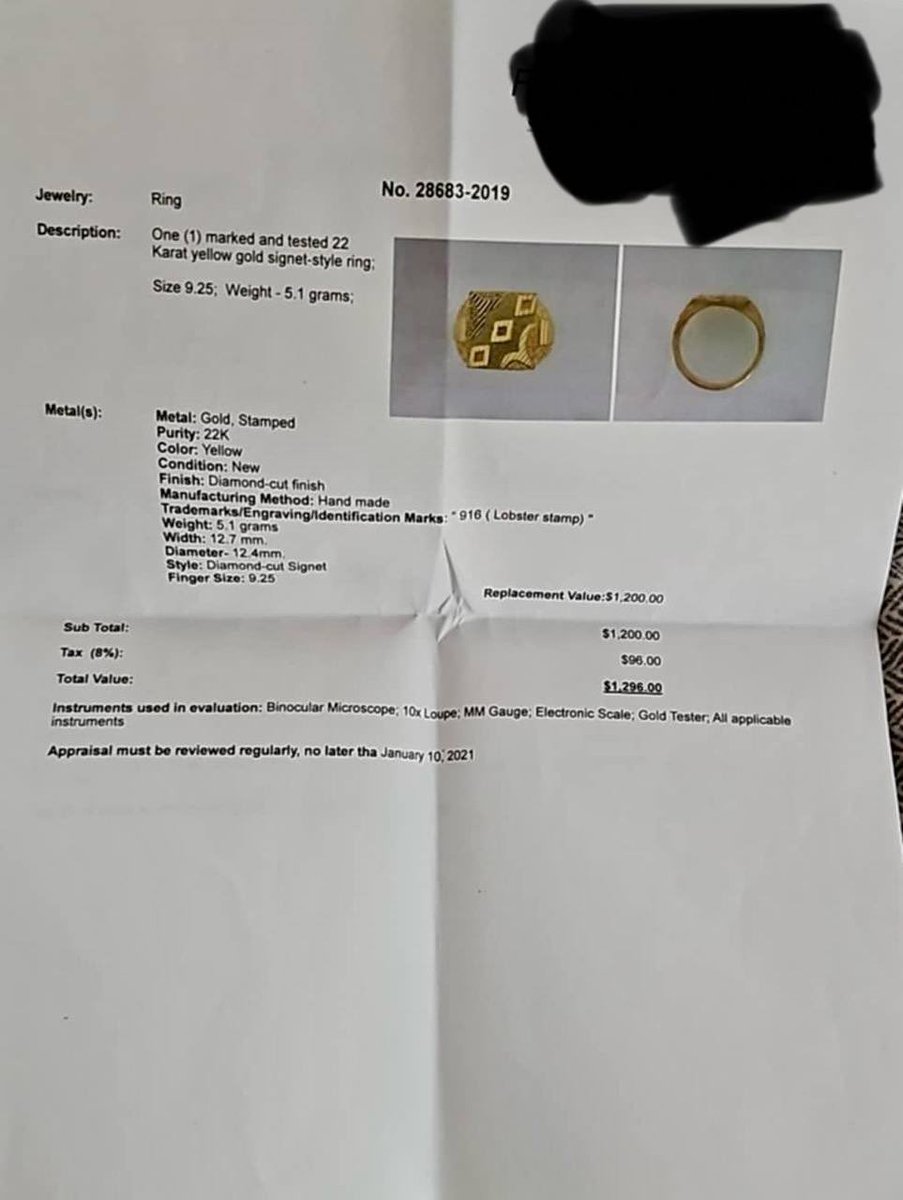 No. 28683-2019
Jewelry: Ring
Description: One (1) marked and tested 22
Karat yellow gold signet-style ring;
Size 9.25; Weight - 5.1 grams;
Metal(s): Metal: Gold, Stamped
Purity: 22K
Color: Yellow
Condition: New
Finish: Diamond-cut finish
Manufacturing Method: Hand made
Trademarks/Engraving/Identification Marks: "916 ( Lobster stamp) "
Weight: 5.1 grams
Width: 12.7 mm.
Diameter- 12.4mm.
Style: Diamond-cut Signet
Finger Size: 9.25
Replacement Value:$1,200.00
Sub Total: $1,200.00
Tax (8%): $96.00
Total Value: $1,296.00
Instruments used in evaluation: Binocular Microscope; 10x Loupe; MM Gauge; Electronic Scale; Gold Tester; All applicable
instruments
Appraisal must be reviewed regularly, no later tha January 10, 2021